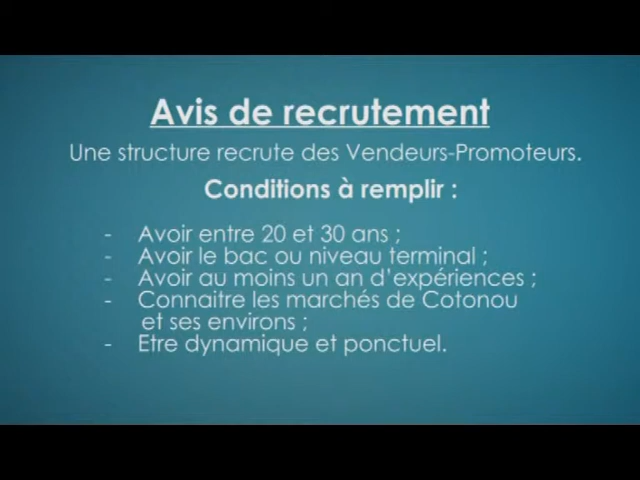 Avis de recrutement
Une structure recrute des Vendeurs-Promoteurs.
Conditions à remplir :
- Avoir entre 20 et 30 ans ;
- Avoir le bac ou niveau terminal ;
- Avoir au moins un an d'expériences ;
- Connaitre les marchés de Cotonou
et ses environs ;
- Etre dynamique et ponctuel.